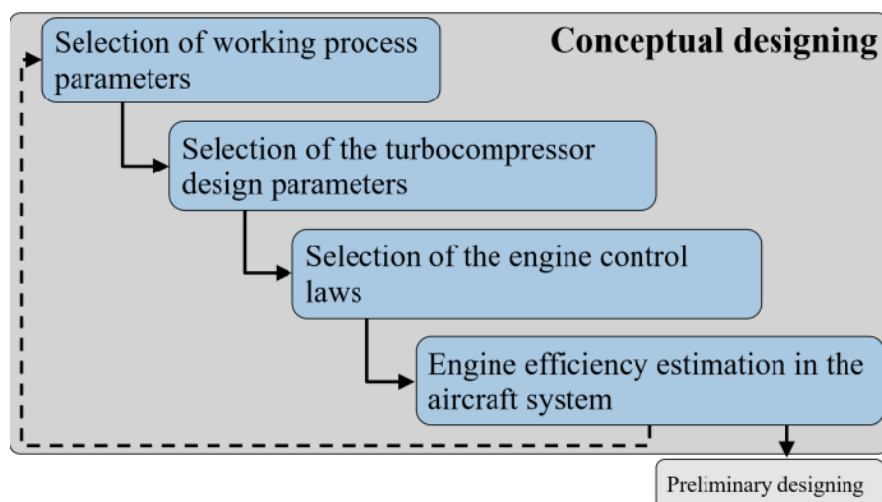 Conceptual designing
Selection of working process
parameters
Selection of the turbocompressor
design parameters
Selection of the engine control
laws
Engine efficiency estimation in the
aircraft system
Preliminary designing